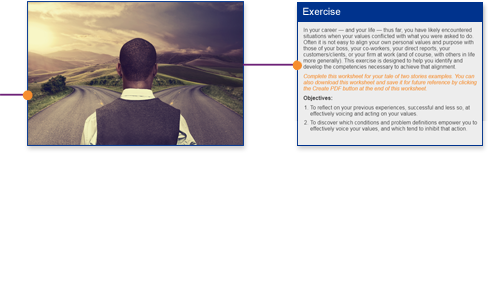 Exercise
In your career — and your life — thus far, you have likely encountered
situations when your values conflicted with what you were asked to do.
Often it is not easy to align your own personal values and purpose with
those of your boss, your co-workers, your direct reports, your
customers/clients, or your firm at work (and of course, with others in life
more generally). This exercise is designed to help you identify and
develop the competencies necessary to achieve that alignment.
Complete this worksheet for your tale of two stories examples. You can
also download this worksheet and save it for future reference by clicking
the Create PDF button at the end of this worksheet.
Objectives:
1. To reflect on your previous experiences, successful and less so, at
effectively voicing and acting on your values.
2. To discover which conditions and problem definitions empower you to
effectively voice your values, and which tend to inhibit that action.